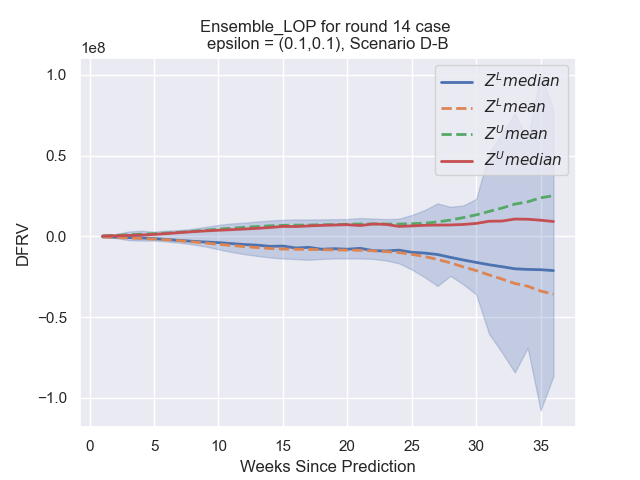 Ensemble_LOP for round 14 case
epsilon = (0.1,0.1), Scenario D-B
1e8
1.0
0.5
0.0
−0.5
−1.0
DFRV
Z^L median
Z^L mean
Z^U mean
Z^U median
0 5 10 15 20 25 30 35
Weeks Since Prediction